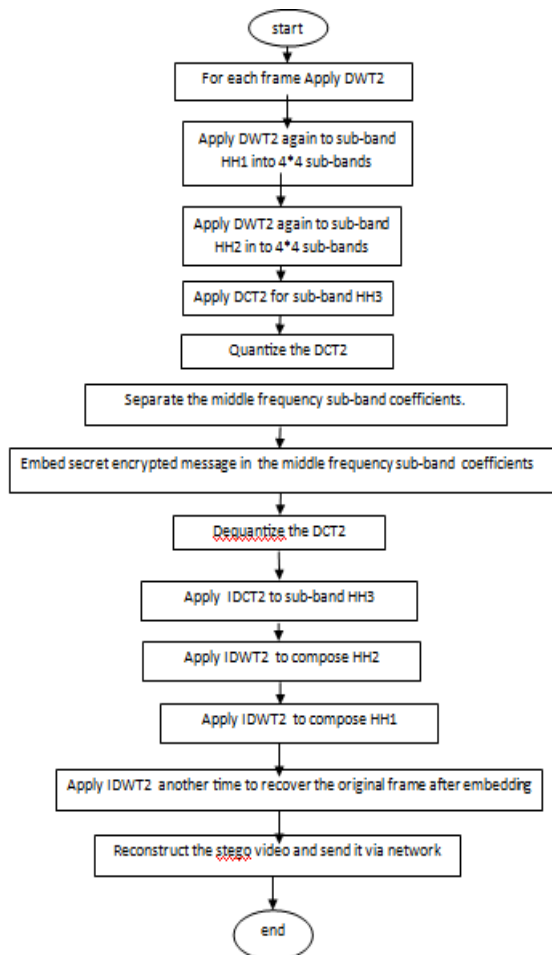 start
For each frame Apply DWT2
Apply DWT2 again to sub-band
HH1 into 4*4 sub-bands
Apply DWT2 again to sub-band
HH2 in to 4*4 sub-bands
Apply DCT2 for sub-band HH3
Quantize the DCT2
Separate the middle frequency sub-band coefficients.
Embed secret encrypted message in the middle frequency sub-band coefficients
Dequantize the DCT2
Apply IDCT2 to sub-band HH3
Apply IDWT2 to compose HH2
Apply IDWT2 to compose HH1
Apply IDWT2 another time to recover the original frame after embedding
Reconstruct the stego video and send it via network
end